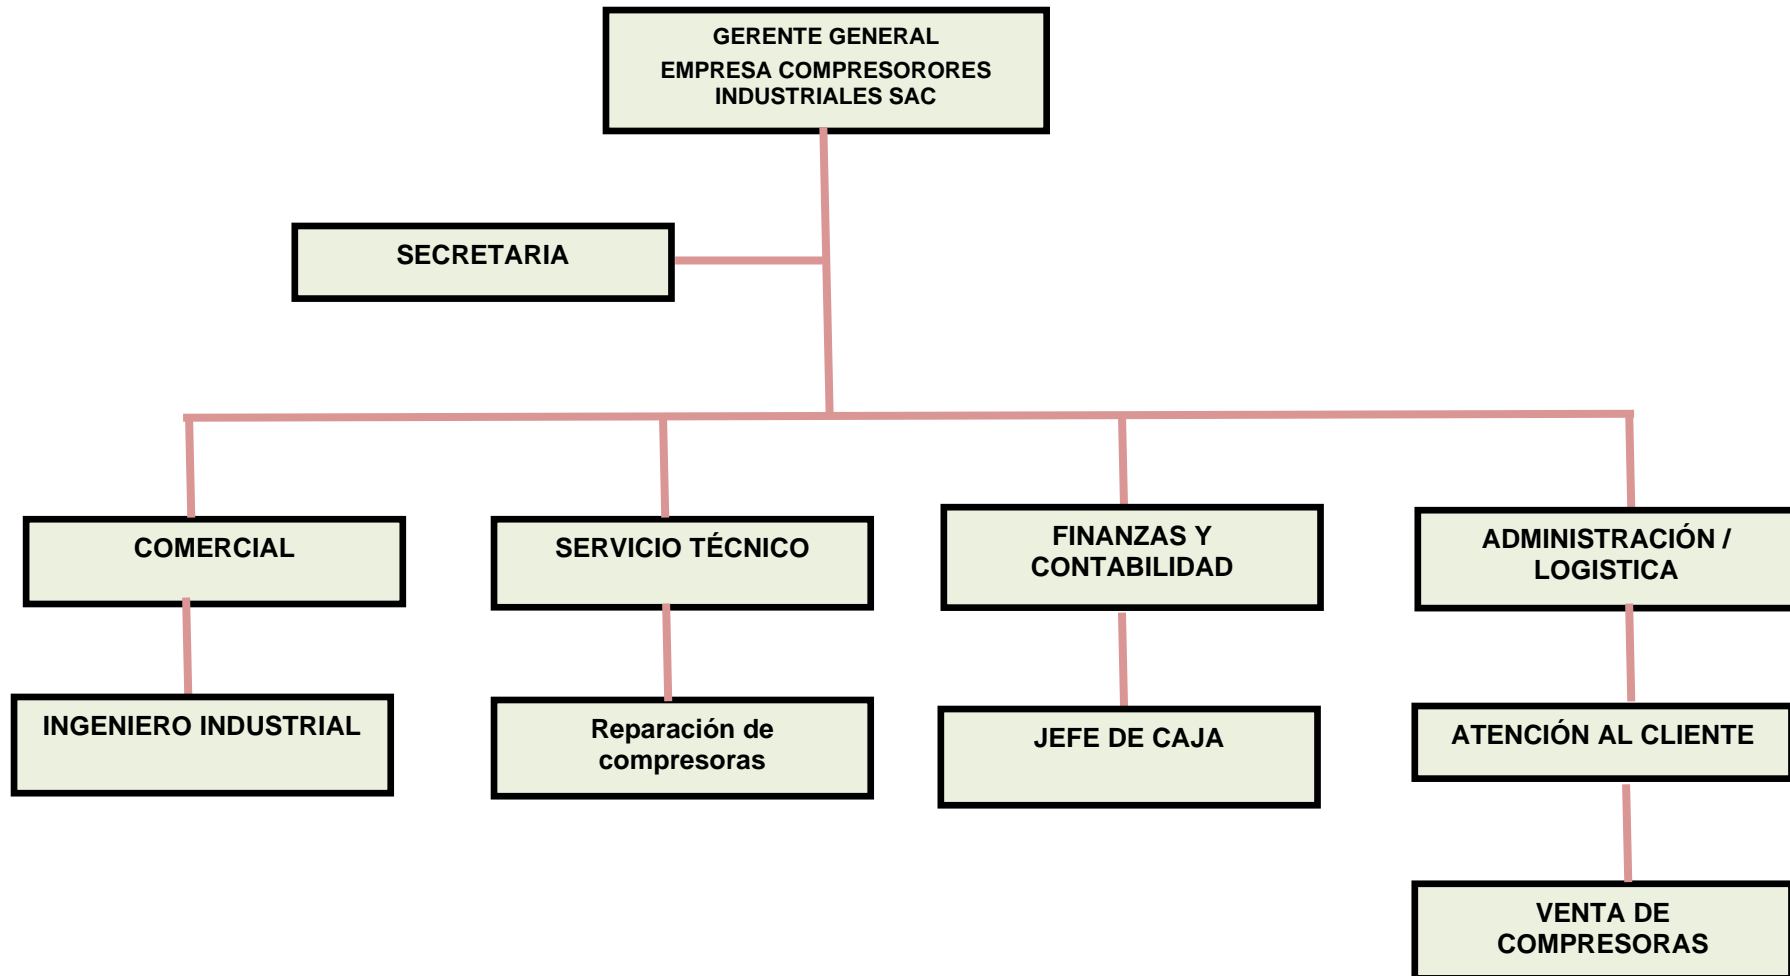 GERENTE GENERAL
EMPRESA COMPRESORORES
INDUSTRIALES SAC
SECRETARIA
COMERCIAL
SERVICIO TÉCNICO
FINANZAS Y
CONTABILIDAD
ADMINISTRACIÓN /
LOGISTICA
INGENIERO INDUSTRIAL
Reparación de
compresoras
JEFE DE CAJA
ATENCIÓN AL CLIENTE
VENTA DE
COMPRESORAS